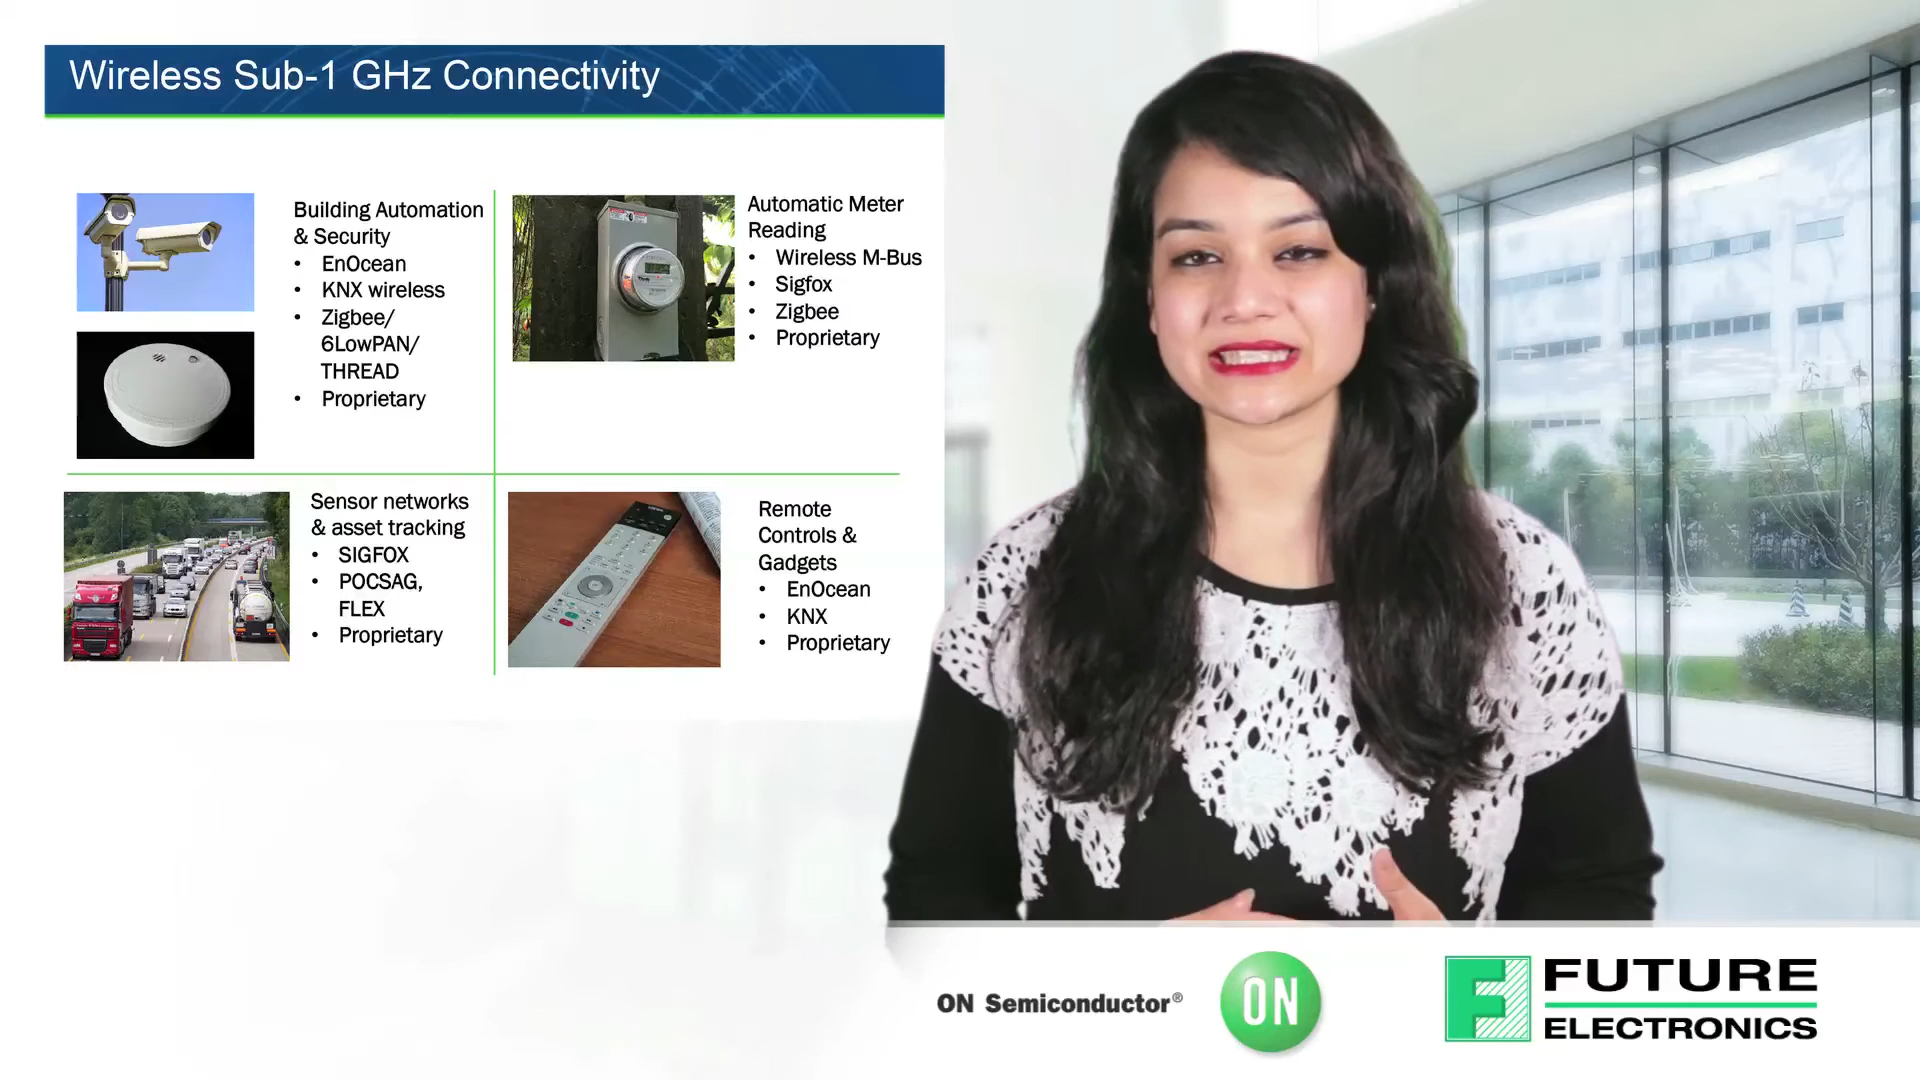 Wireless Sub-1 GHz Connectivity
Building Automation
& Security
• EnOcean
• KNX wireless
• Zigbee/
6LowPAN/
THREAD
• Proprietary
Automatic Meter
Reading
• Wireless M-Bus
• Sigfox
• Zigbee
• Proprietary
Sensor networks
& asset tracking
• SIGFOX
• POCSAG,
FLEX
• Proprietary
Remote
Controls &
Gadgets
• EnOcean
• KNX
• Proprietary
ON Semiconductor®
ON
F
FUTURE
ELECTRONICS